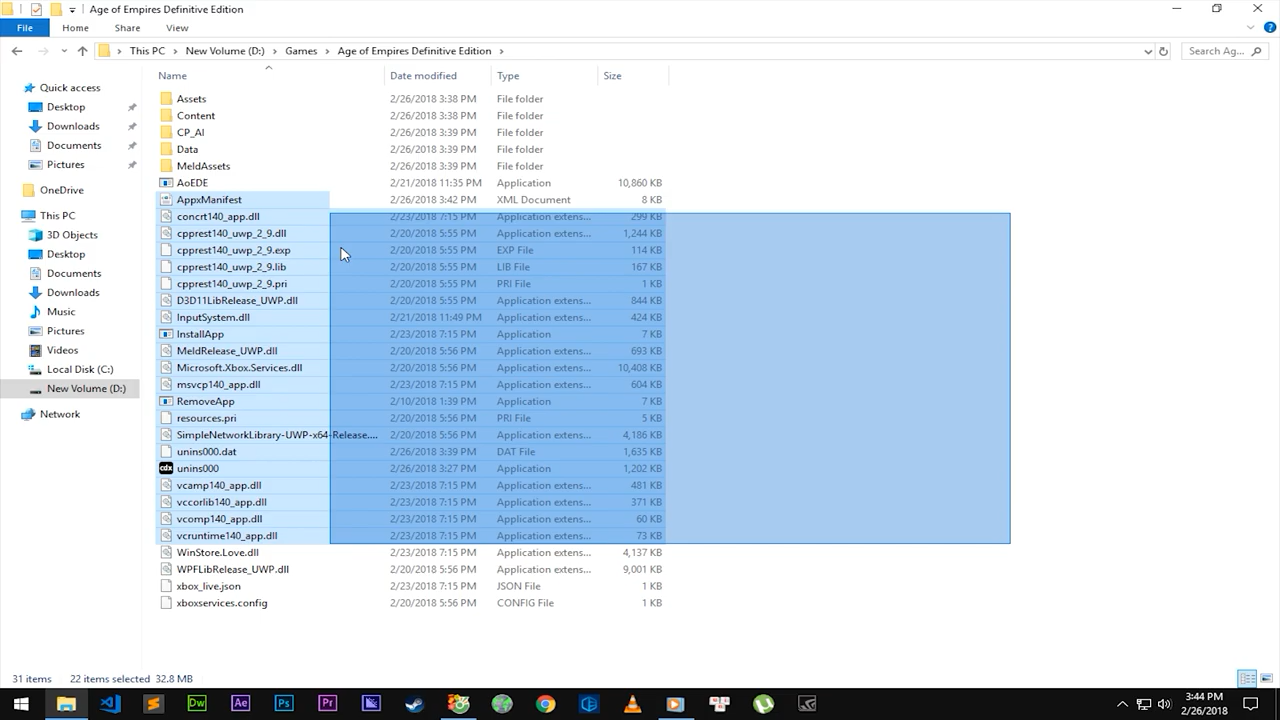 Age of Empires Definitive Edition
File Home Share View
This PC New Volume (D:) Games Age of Empires Definitive Edition Search Ag...
Name Date modified Type Size
Quick access
Desktop
Downloads
Documents
Pictures
OneDrive
This PC
3D Objects
Desktop
Documents
Downloads
Music
Pictures
Videos
Local Disk (C:)
New Volume (D:)
Network
Assets 2/26/2018 3:38 PM File folder
Content 2/26/2018 3:38 PM File folder
CP_AI 2/26/2018 3:39 PM File folder
Data 2/26/2018 3:39 PM File folder
MeldAssets 2/26/2018 3:39 PM File folder
AoEDE 2/21/2018 11:35 PM Application 10,860 KB
AppxManifest 2/26/2018 3:42 PM XML Document 8 KB
concrt140_app.dll 2/23/2018 7:15 PM Application extens... 299 KB
cpprest140_uwp_2_9.dll 2/20/2018 5:55 PM Application extens... 1,244 KB
cpprest140_uwp_2_9.exp 2/20/2018 5:55 PM EXP File 114 KB
cpprest140_uwp_2_9.lib 2/20/2018 5:55 PM LIB File 167 KB
cpprest140_uwp_2_9.pri 2/20/2018 5:55 PM PRI File 1 KB
D3D11LibRelease_UWP.dll 2/20/2018 5:55 PM Application extens... 844 KB
InputSystem.dll 2/21/2018 11:49 PM Application extens... 424 KB
InstallApp 2/23/2018 7:15 PM Application 7 KB
MeldRelease_UWP.dll 2/20/2018 5:56 PM Application extens... 693 KB
Microsoft.Xbox.Services.dll 2/20/2018 5:56 PM Application extens... 10,408 KB
msvcp140_app.dll 2/23/2018 7:15 PM Application extens... 604 KB
RemoveApp 2/10/2018 1:39 PM Application 7 KB
resources.pri 2/20/2018 5:56 PM PRI File 5 KB
SimpleNetworkLibrary-UWP-x64-Release.... 2/20/2018 5:56 PM Application extens... 4,186 KB
unins000.dat 2/26/2018 3:39 PM DAT File 1,635 KB
cdx unins000 2/26/2018 3:27 PM Application 1,202 KB
vcamp140_app.dll 2/23/2018 7:15 PM Application extens... 481 KB
vccorlib140_app.dll 2/23/2018 7:15 PM Application extens... 371 KB
vcomp140_app.dll 2/23/2018 7:15 PM Application extens... 60 KB
vcruntime140_app.dll 2/23/2018 7:15 PM Application extens... 73 KB
WinStore.Love.dll 2/23/2018 7:15 PM Application extens... 4,137 KB
WPFLibRelease_UWP.dll 2/20/2018 5:56 PM Application extens... 9,001 KB
xbox_live.json 2/23/2018 7:15 PM JSON File 1 KB
xboxservices.config 2/20/2018 5:56 PM CONFIG File 1 KB
31 items 22 items selected 32.8 MB
Dw Ae Ps Pr
3:44 PM
2/26/2018